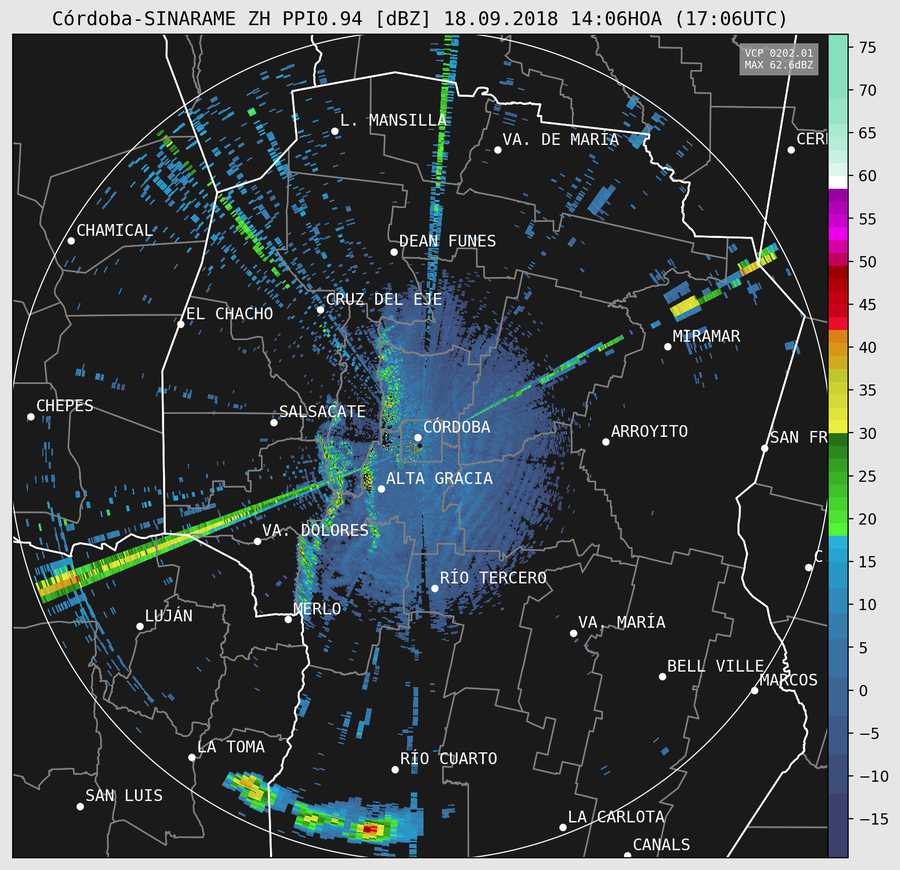 Córdoba-SINARAME ZH PPI0.94 [dBZ] 18.09.2018 14:06HOA (17:06UTC)
VCP 0202.01
MAX 62.6dBZ
75
70
65
60
55
50
45
40
35
30
25
20
15
10
5
0
−5
−10
−15
L. MANSILLA
VA. DE MARÍA
CER
CHAMICAL
DEAN FUNES
CRUZ DEL EJE
EL CHACHO
MIRAMAR
CHEPES
SALSACATE
CÓRDOBA
ARROYITO
SAN FR
ALTA GRACIA
VA. DOLORES
C
RÍO TERCERO
MERLO
LUJÁN
VA. MARÍA
BELL VILLE
MARCOS
LA TOMA
RÍO CUARTO
SAN LUIS
LA CARLOTA
CANALS